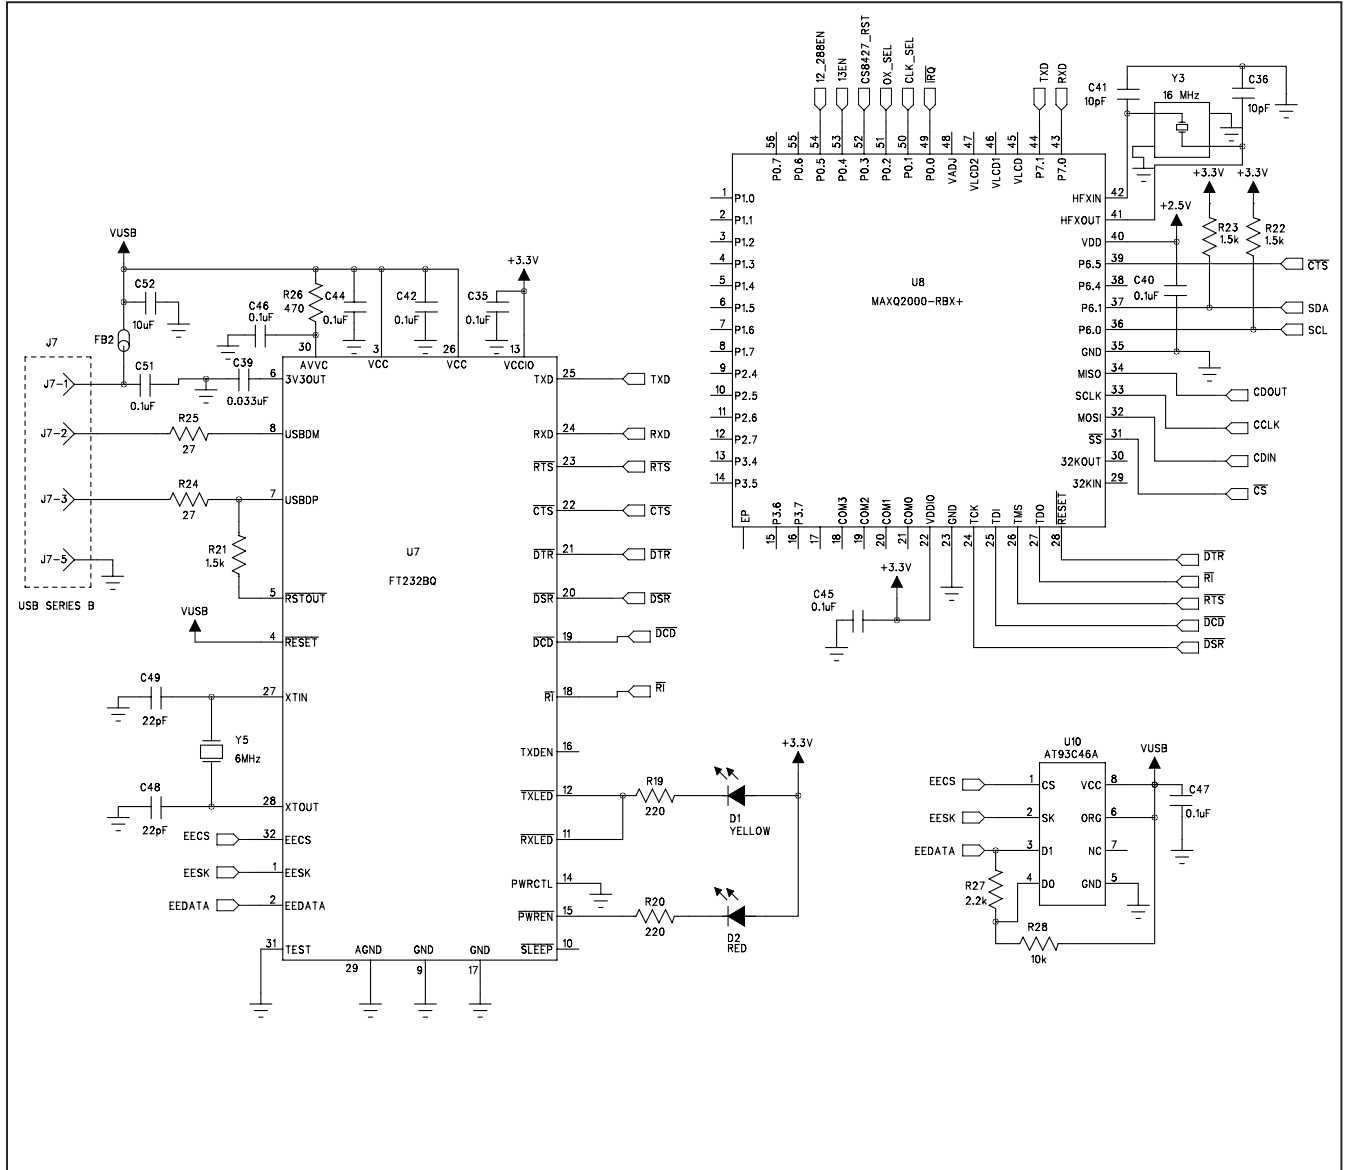 12_288EN
13EN
CS8427_RST
OX_SEL
CLK_SEL
IRQ
TXD
RXD
C41
10pF
Y3
16 MHz
C36
10pF
56
55
54
53
52
51
50
49
48
47
46
45
44
43
P0.7
P0.6
P0.5
P0.4
P0.3
P0.2
P0.1
P0.0
VADJ
VLCD2
VLCD1
VLCD
P7.1
P7.0
1 P1.0
2 P1.1
3 P1.2
4 P1.3
5 P1.4
6 P1.5
7 P1.6
8 P1.7
9 P2.4
10 P2.5
11 P2.6
12 P2.7
13 P3.4
14 P3.5
U8
MAXQ2000-RBX+
HFXIN 42
HFXOUT 41
VDD 40
P6.5 39
P6.4 38
P6.1 37
P6.0 36
GND 35
MISO 34
SCLK 33
MOSI 32
SS 31
32KOUT 30
32KIN 29
+3.3V
+3.3V
+2.5V
R23
1.5k
R22
1.5k
C40
0.1uF
CTS
SDA
SCL
CDOUT
CCLK
CDIN
CS
EP
P3.6
P3.7
COM3
COM2
COM1
COM0
VDDIO
GND
TCK
TDI
TMS
TDO
RESET
15
16
17
18
19
20
21
22
23
24
25
26
27
28
+3.3V
C45
0.1uF
DTR
RI
RTS
DCD
DSR
VUSB
C52
10uF
FB2
J7
J7-1
J7-2
J7-3
J7-5
USB SERIES B
C51
0.1uF
C46
0.1uF
C39
0.033uF
R26
470
C44
0.1uF
C42
0.1uF
C35
0.1uF
+3.3V
R25
27
R24
27
R21
1.5k
VUSB
C49
22pF
Y5
6MHz
C48
22pF
EECS
EESK
EEDATA
30
3
26
13
AVVC
VCC
VCC
VCCIO
6 3V3OUT
8 USBDM
7 USBDP
5 RSTOUT
4 RESET
27 XTIN
28 XTOUT
32 EECS
1 EESK
2 EEDATA
31 TEST
U7
FT232BQ
AGND
GND
GND
29
9
17
TXD 25 TXD
RXD 24 RXD
RTS 23 RTS
CTS 22 CTS
DTR 21 DTR
DSR 20 DSR
DCD 19 DCD
RI 18 RI
TXDEN 16
TXLED 12
RXLED 11
PWRCTL 14
PWREN 15
SLEEP 10
R19
220
D1
YELLOW
+3.3V
R20
220
D2
RED
U10
AT93C46A
VUSB
EECS 1 CS
EESK 2 SK
EEDATA 3 D1
4 D0
VCC 8
ORG 6
NC 7
GND 5
C47
0.1uF
R27
2.2k
R28
10k